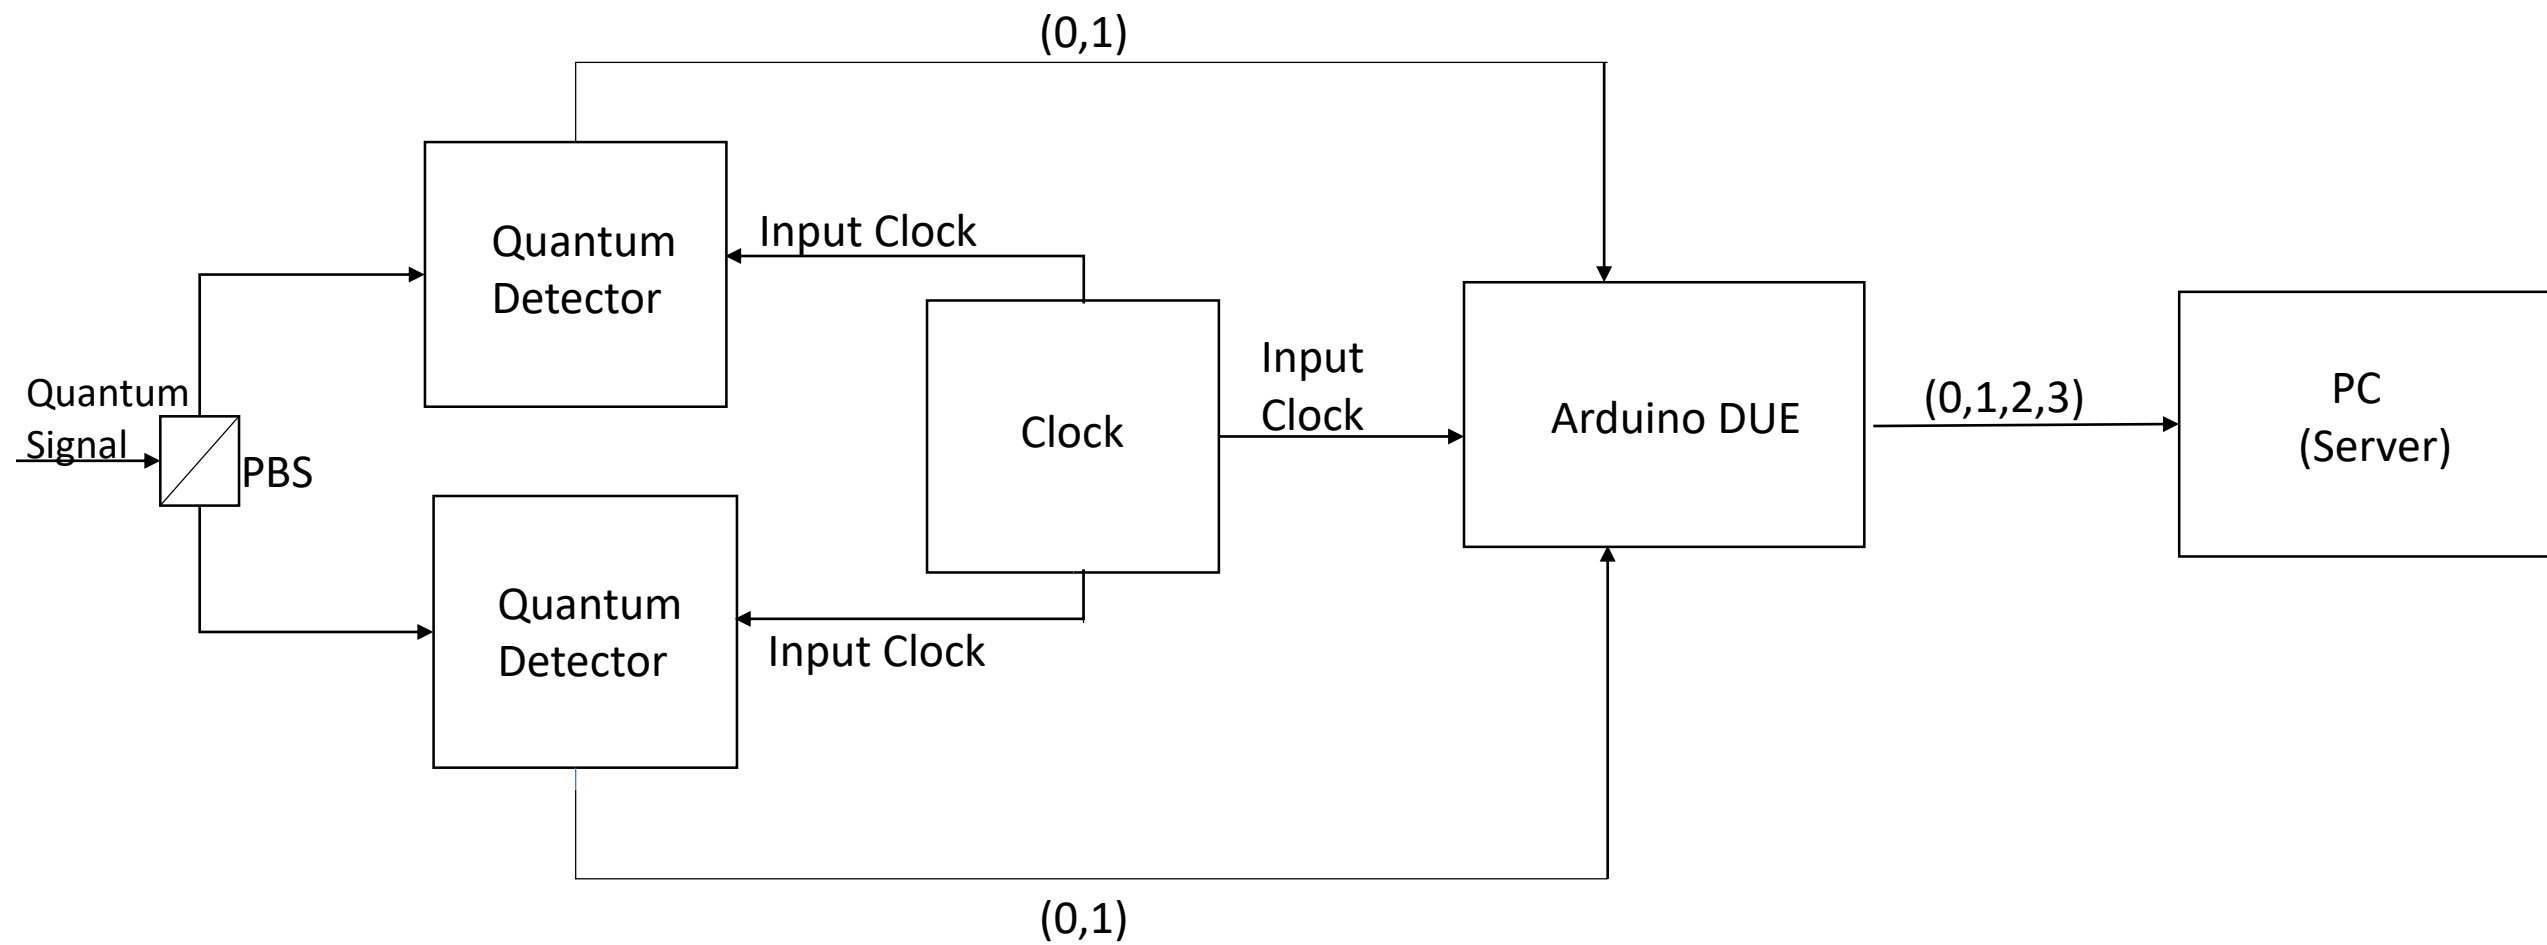 (0,1)
Quantum
Detector
Input Clock
Quantum
Signal
PBS
Clock
Input
Clock
Arduino DUE
(0,1,2,3)
PC
(Server)
Quantum
Detector
Input Clock
(0,1)